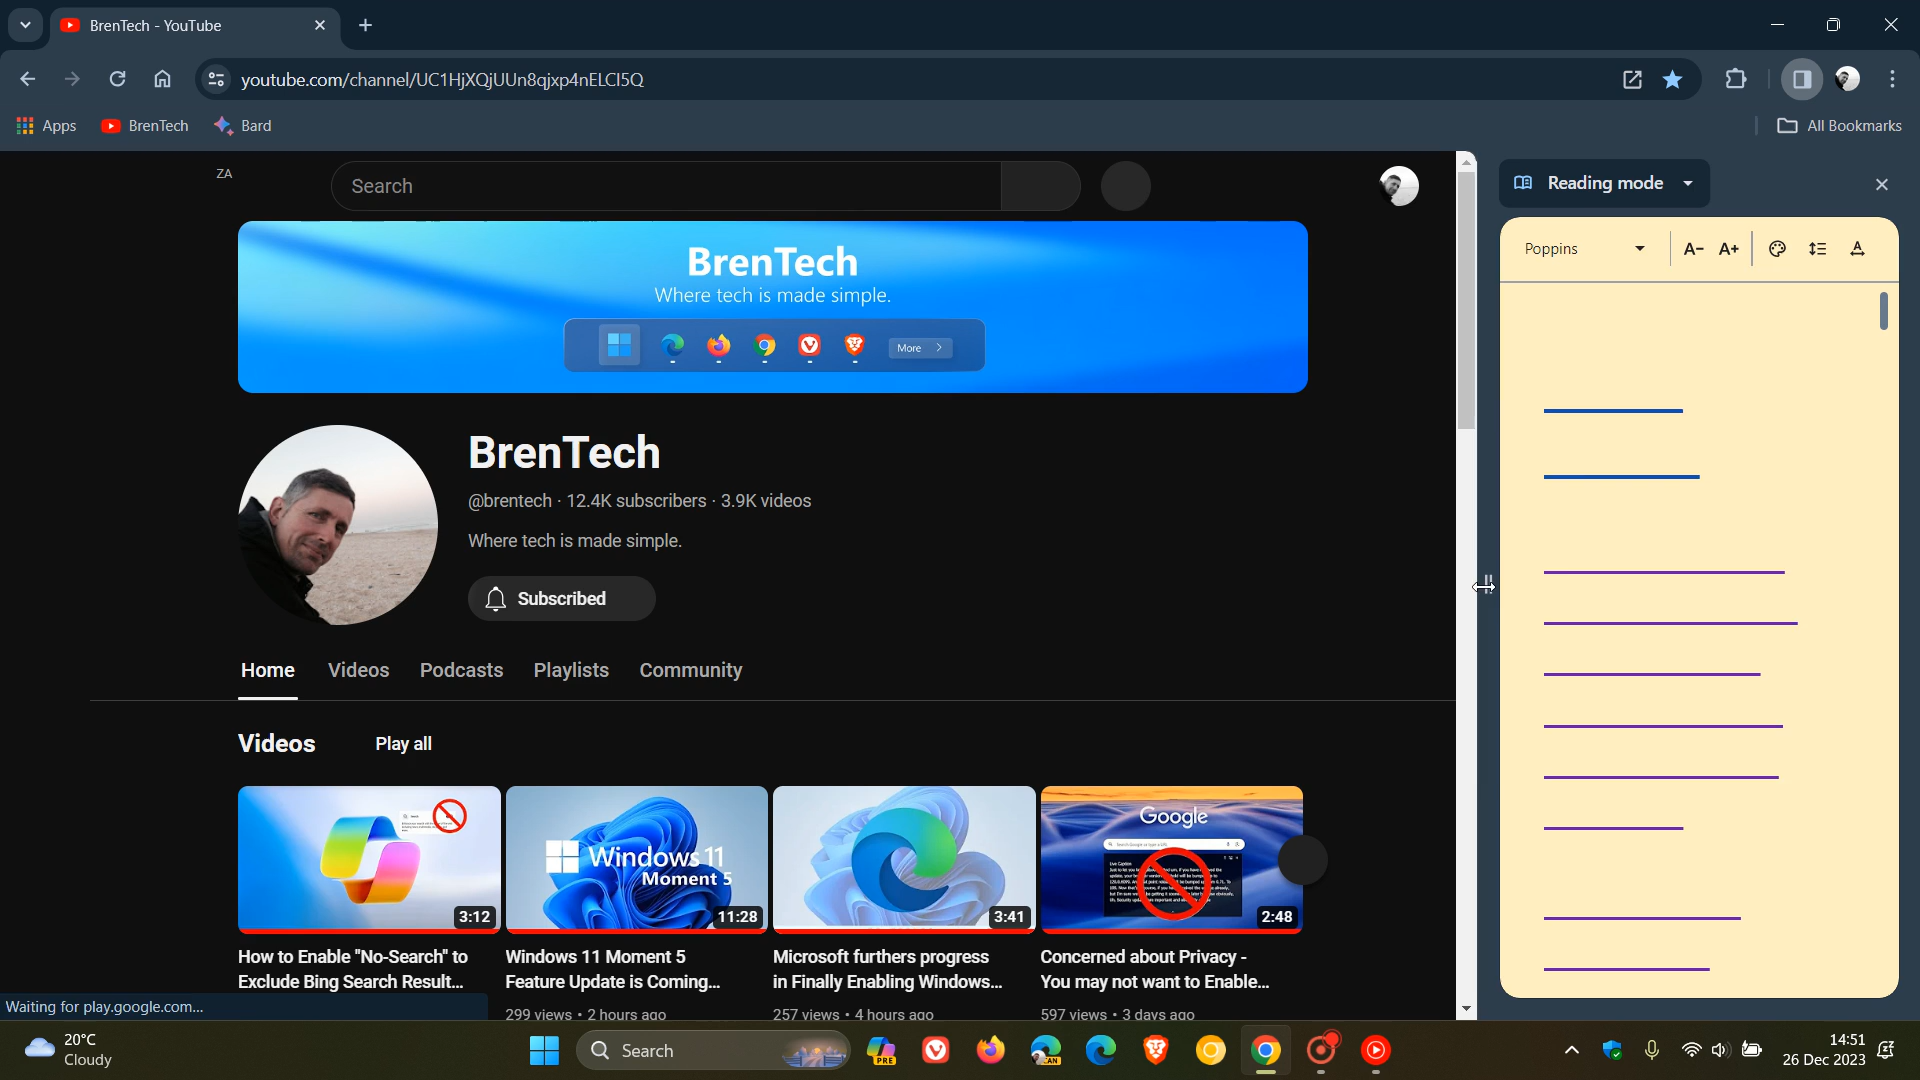 BrenTech - YouTube
youtube.com/channel/UC1HjXQjUUn8qjxp4nELCI5Q
Apps
BrenTech
Bard
All Bookmarks
ZA
Search
BrenTech
Where tech is made simple.
More
BrenTech
@brentech · 12.4K subscribers · 3.9K videos
Where tech is made simple.
Subscribed
Home Videos Podcasts Playlists Community
Videos Play all
3:12
Windows 11
Moment 5
11:28
3:41
Google
Live Caption
2:48
How to Enable "No-Search" to
Exclude Bing Search Result...
Windows 11 Moment 5
Feature Update is Coming...
299 views · 2 hours ago
Microsoft furthers progress
in Finally Enabling Windows...
257 views · 4 hours ago
Concerned about Privacy -
You may not want to Enable...
597 views · 3 days ago
Reading mode
Poppins A- A+ A
Waiting for play.google.com...
20°C
Cloudy
Search
PRE
CAN
14:51
26 Dec 2023